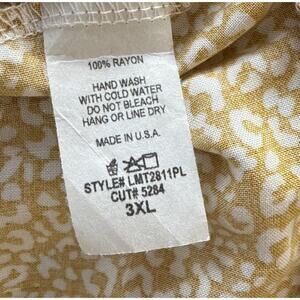 100% RAYON
HAND WASH
WITH COLD WATER
DO NOT BLEACH
HANG OR LINE DRY
MADE IN U.S.A.
STYLE# LMT2811PL
CUT# 5284
3XL